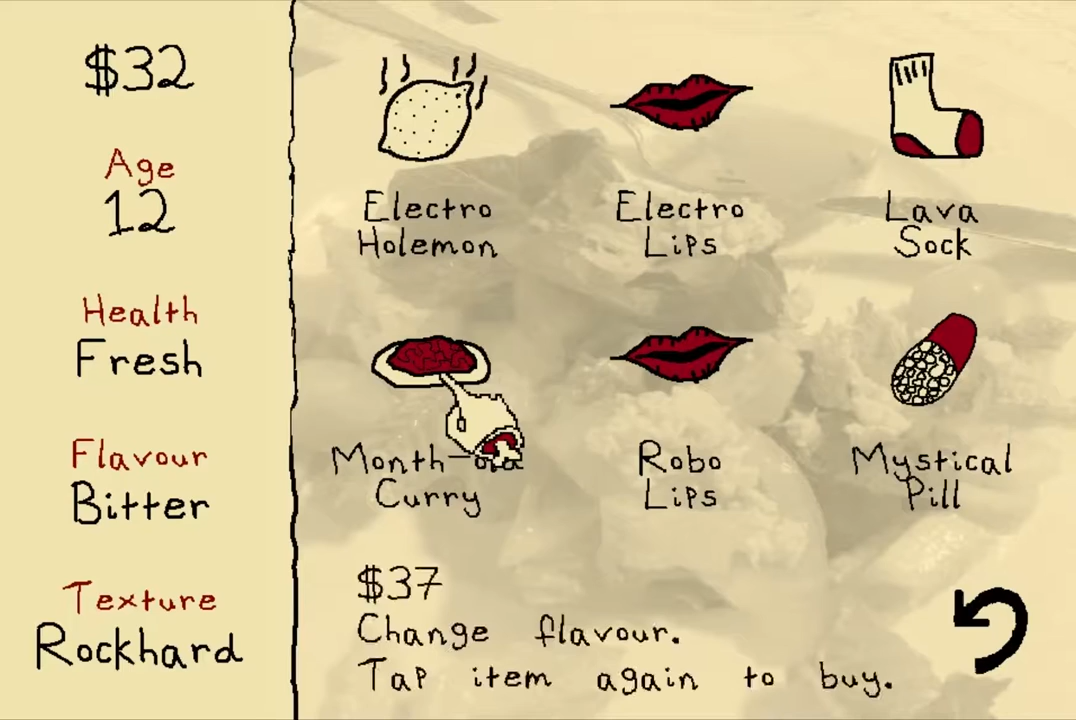 $32
Age
12
Health
Fresh
Flavour
Bitter
Texture
Rockhard
Electro
Holemon
Electro
Lips
Lava
Sock
Month-
Curry
Robo
Lips
Mystical
Pill
$37
Change flavour.
Tap item again to buy.